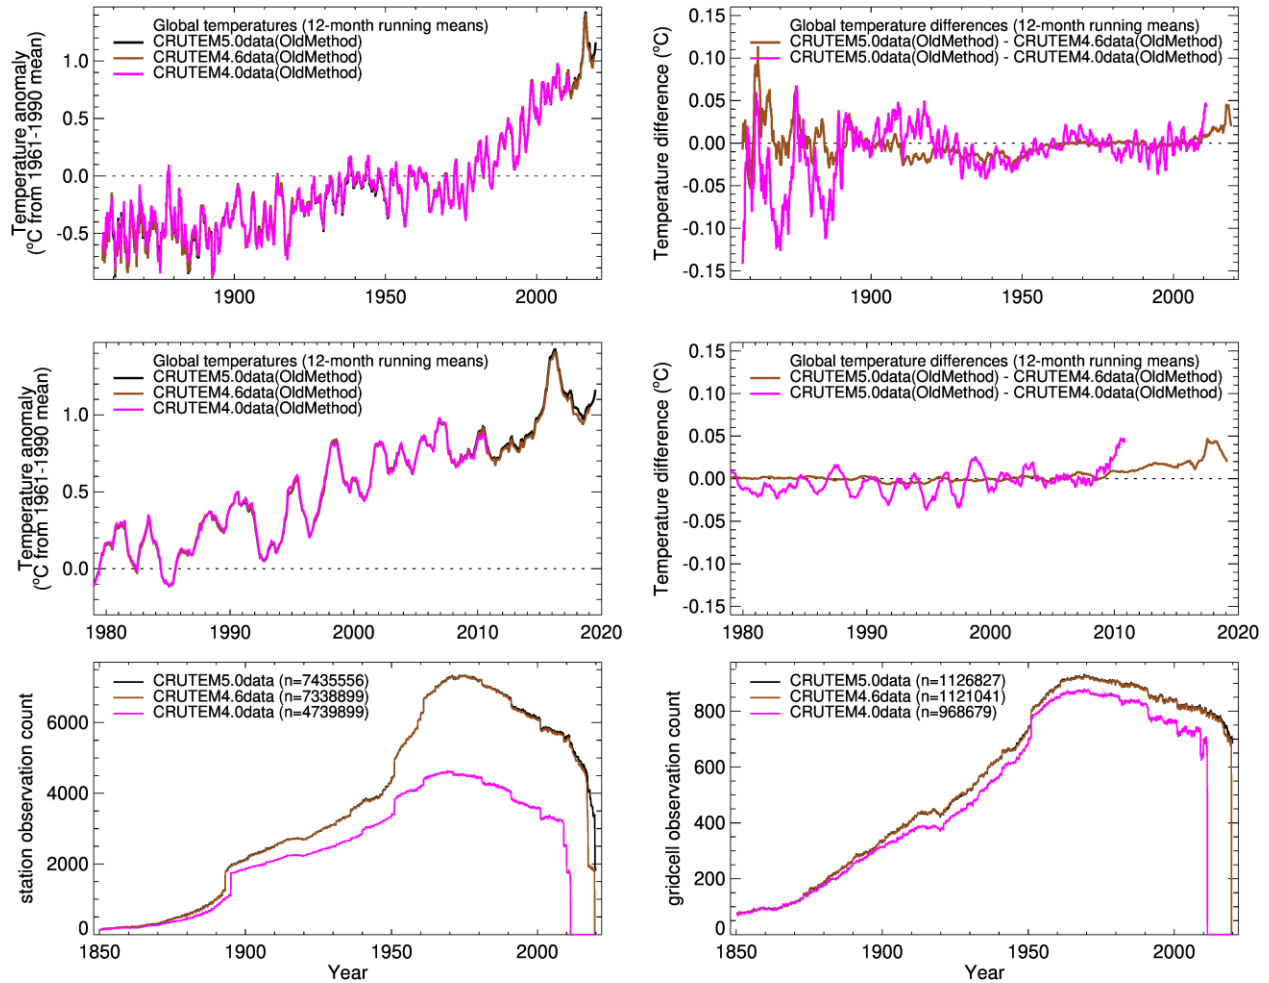 Global temperatures (12-month running means)
CRUTEM5.0data(OldMethod)
CRUTEM4.6data(OldMethod)
CRUTEM4.0data(OldMethod)
Temperature anomaly
(ºC from 1961-1990 mean)
1.0
0.5
0.0
-0.5
1900
1950
2000
Global temperature differences (12-month running means)
CRUTEM5.0data(OldMethod) - CRUTEM4.6data(OldMethod)
CRUTEM5.0data(OldMethod) - CRUTEM4.0data(OldMethod)
Temperature difference (ºC)
0.15
0.10
0.05
0.00
-0.05
-0.10
-0.15
1900
1950
2000
Global temperatures (12-month running means)
CRUTEM5.0data(OldMethod)
CRUTEM4.6data(OldMethod)
CRUTEM4.0data(OldMethod)
Temperature anomaly
(ºC from 1961-1990 mean)
1.0
0.5
0.0
1980
1990
2000
2010
2020
Global temperature differences (12-month running means)
CRUTEM5.0data(OldMethod) - CRUTEM4.6data(OldMethod)
CRUTEM5.0data(OldMethod) - CRUTEM4.0data(OldMethod)
Temperature difference (ºC)
0.15
0.10
0.05
0.00
-0.05
-0.10
-0.15
1980
1990
2000
2010
2020
CRUTEM5.0data (n=7435556)
CRUTEM4.6data (n=7338899)
CRUTEM4.0data (n=4739899)
station observation count
6000
4000
2000
0
1850
1900
1950
2000
Year
CRUTEM5.0data (n=1126827)
CRUTEM4.6data (n=1121041)
CRUTEM4.0data (n=968679)
gridcell observation count
800
600
400
200
0
1850
1900
1950
2000
Year